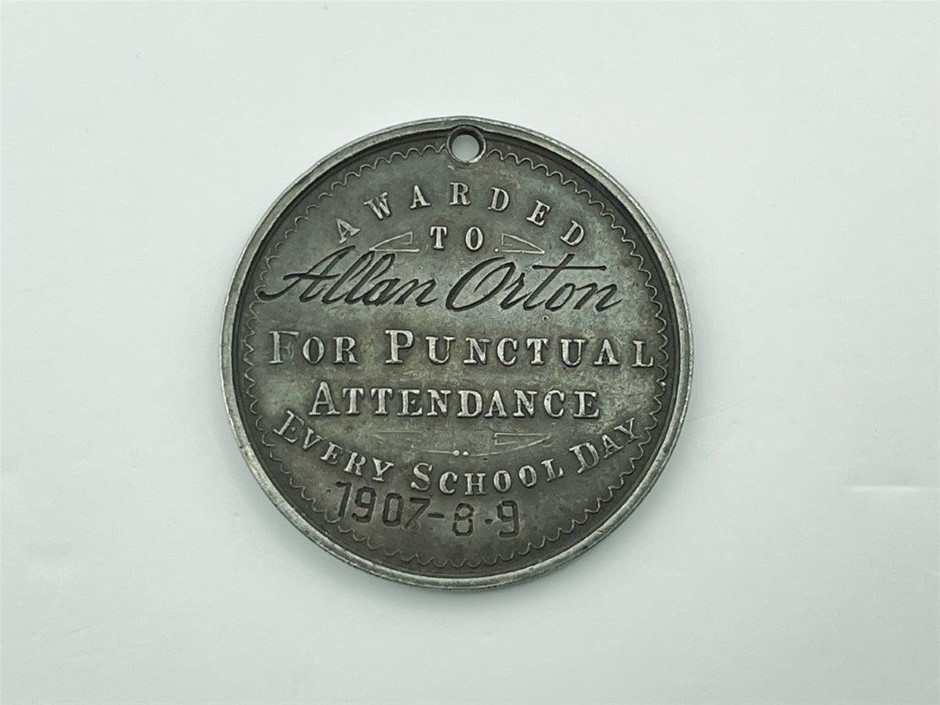 AWARDED
TO
Allan Orton
FOR PUNCTUAL
ATTENDANCE
EVERY SCHOOL DAY
1907-8-9